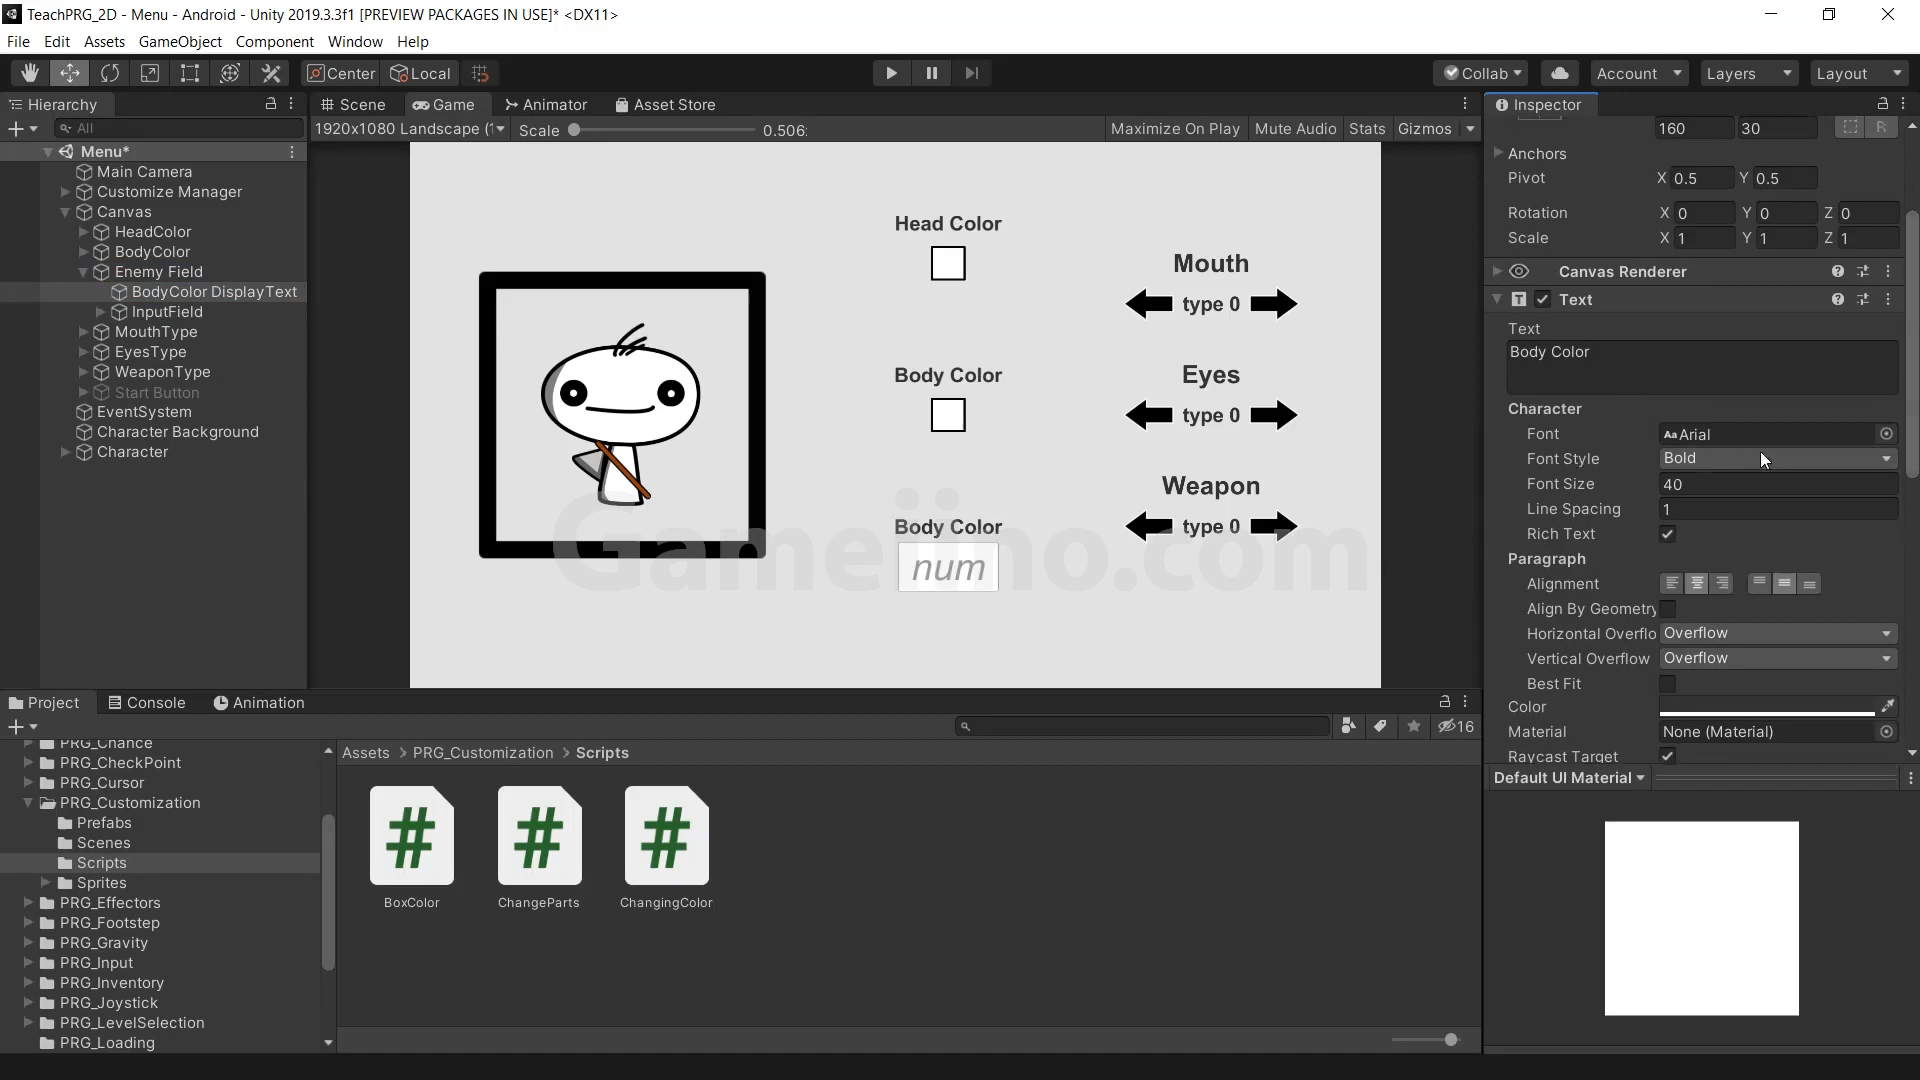 TeachPRG_2D - Menu - Android - Unity 2019.3.3f1 [PREVIEW PACKAGES IN USE]* <DX11>
File Edit Assets GameObject Component Window Help
Center Local Collab Account Layers Layout
Hierarchy
All
Menu*
Main Camera
Customize Manager
Canvas
HeadColor
BodyColor
Enemy Field
BodyColor DisplayText
InputField
MouthType
EyesType
WeaponType
Start Button
EventSystem
Character Background
Character
Scene Game Animator Asset Store
1920x1080 Landscape (1 Scale 0.506: Maximize On Play Mute Audio Stats Gizmos
Head Color
Body Color
Body Color
num
Mouth
type 0
Eyes
type 0
Weapon
type 0
Gameiino.com
Inspector
160 30
Anchors
Pivot X 0.5 Y 0.5
Rotation X 0 Y 0 Z 0
Scale X 1 Y 1 Z 1
Canvas Renderer
Text
Text
Body Color
Character
Font Aa Arial
Font Style Bold
Font Size 40
Line Spacing 1
Rich Text
Paragraph
Alignment
Align By Geometry
Horizontal Overflo Overflow
Vertical Overflow Overflow
Best Fit
Color
Material None (Material)
Raycast Target
Default UI Material
Project Console Animation
16
PRG_Chance
PRG_CheckPoint
PRG_Cursor
PRG_Customization
Prefabs
Scenes
Scripts
Sprites
PRG_Effectors
PRG_Footstep
PRG_Gravity
PRG_Input
PRG_Inventory
PRG_Joystick
PRG_LevelSelection
PRG_Loading
Assets > PRG_Customization > Scripts
BoxColor ChangeParts ChangingColor